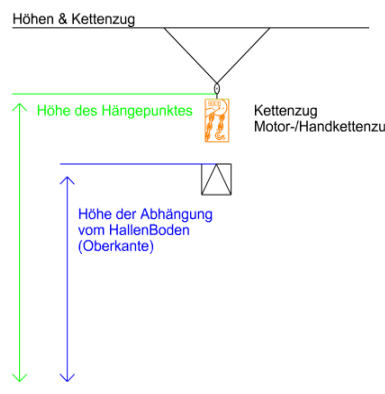 Höhen & Kettenzug
Höhe des Hängepunktes
Kettenzug
Motor-/Handkettenzu
Höhe der Abhängung
vom HallenBoden
(Oberkante)